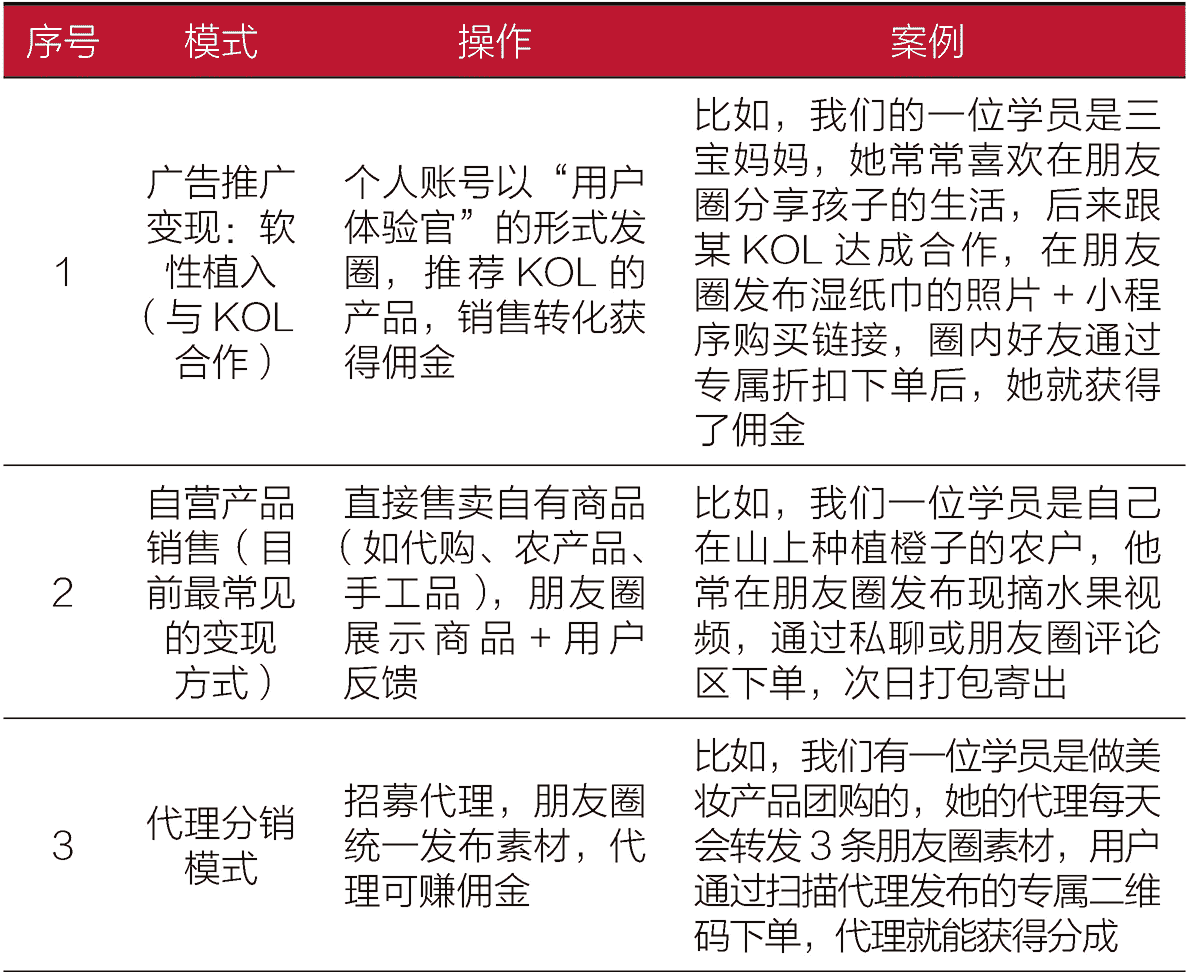 序号 模式 操作 案例
1
广告推广
变现：软
性植入
（与 KOL
合作）
个人账号以“用户
体验官”的形式发
圈，推荐 KOL 的
产品，销售转化获
得佣金
比如，我们的一位学员是三
宝妈妈，她常常喜欢在朋友
圈分享孩子的生活，后来跟
某 KOL 达成合作，在朋友
圈发布湿纸巾的照片 + 小程
序购买链接，圈内好友通过
专属折扣下单后，她就获得
了佣金
2
自营产品
销售（目
前最常见
的变现
方式）
直接售卖自有商品
（如代购、农产品、
手工品），朋友圈
展示商品 + 用户
反馈
比如，我们一位学员是自己
在山上种植橙子的农户，他
常在朋友圈发布现摘水果视
频，通过私聊或朋友圈评论
区下单，次日打包寄出
3
代理分销
模式
招募代理，朋友圈
统一发布素材，代
理可赚佣金
比如，我们有一位学员是做美
妆产品团购的，她的代理每天
会转发 3 条朋友圈素材，用户
通过扫描代理发布的专属二维
码下单，代理就能获得分成